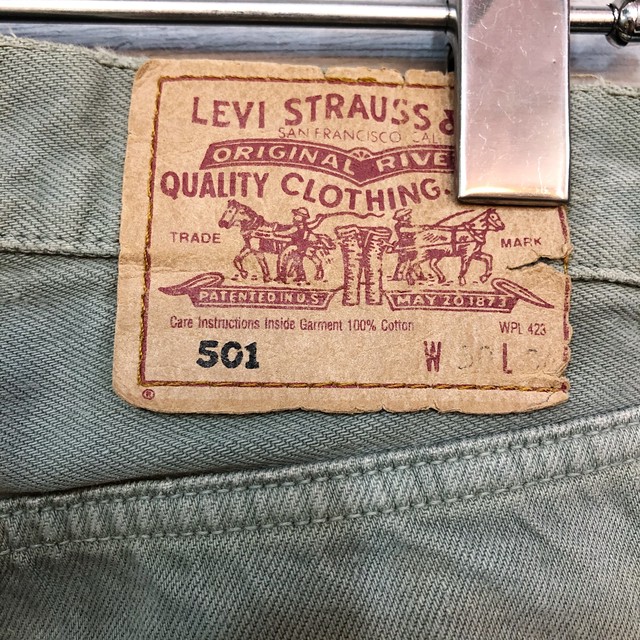 LEVI STRAUSS &
SAN FRANCISCO CAL
ORIGINAL RIVE
QUALITY CLOTHING.
TRADE MARK
PATENTED IN U.S MAY 20 1873
Care Instructions Inside Garment 100% Cotton WPL 423
501 W L
®